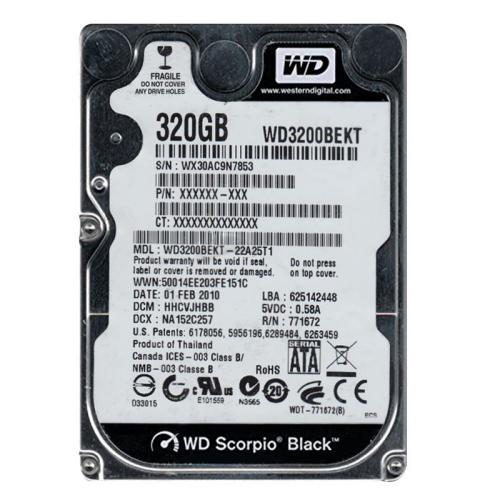 FRAGILE
DO NOT COVER
ANY DRIVE HOLES
WD
www.westerndigital.com
320GB WD3200BEKT
S/N : WX30AC9N7853
P/N: XXXXXX-XXX
CT: XXXXXXXXXXXXXX
MDL : WD3200BEKT-22A25T1
Product warranty will be void if seal,
label or cover is removed or damaged.
Do not press
on top cover.
WWN:50014EE203FE151C
DATE: 01 FEB 2010 LBA : 625142448
DCM : HHCVJHBB 5VDC : 0.58A
DCX : NA152C257 R/N : 771672
U.S. Patents: 6178056, 5956196,6289484, 6263459
Product of Thailand
Canada ICES - 003 Class B/
NMB - 003 Classe B
RoHS
SERIAL
ATA
20
D33015 E101559 N3565
WDT-771672(B)
WD Scorpio® Black™